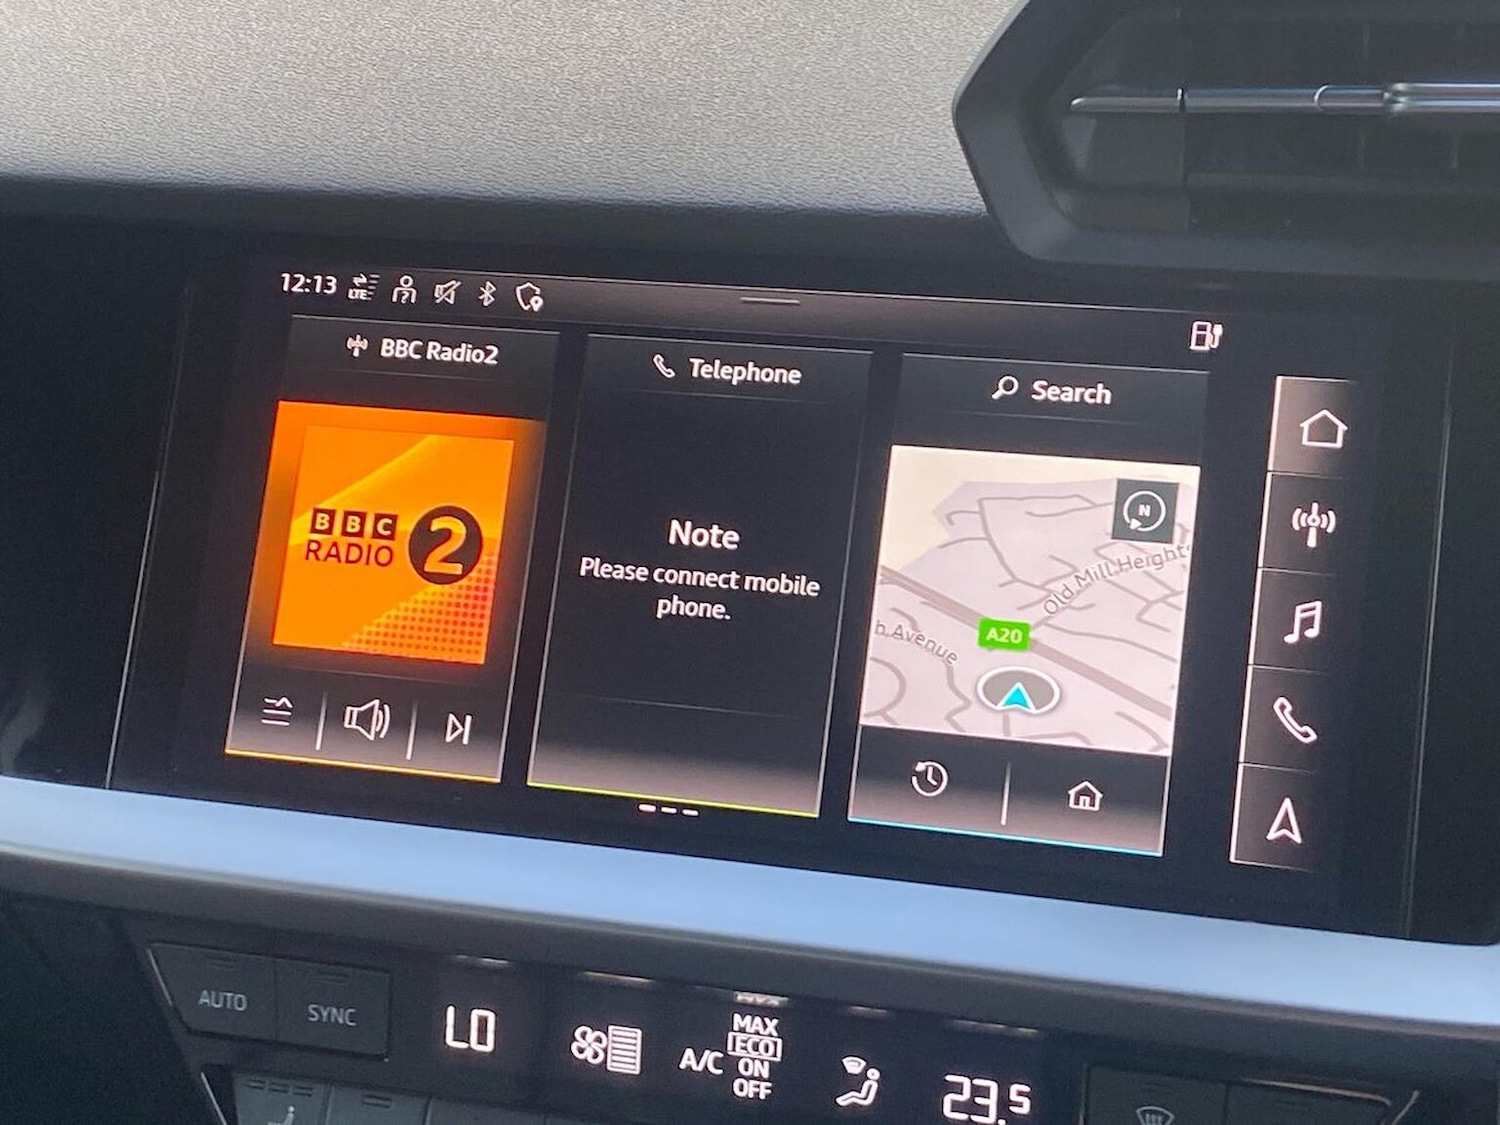 12:13
LTE
BBC Radio2
Telephone
Search
BBC
RADIO 2
Note
Please connect mobile
phone.
N
Old Mill Heights
A20
h Avenue
AUTO
SYNC
LO
A/C
MAX
ECO
ON
OFF
23.5